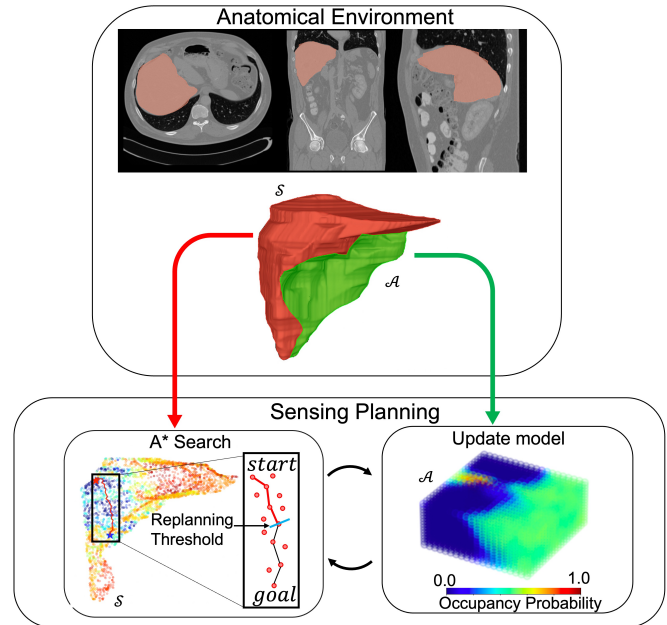 Anatomical Environment
𝒮
𝒜
Sensing Planning
A* Search
start
Replanning
Threshold
goal
𝒮
Update model
𝒜
0.0
1.0
Occupancy Probability